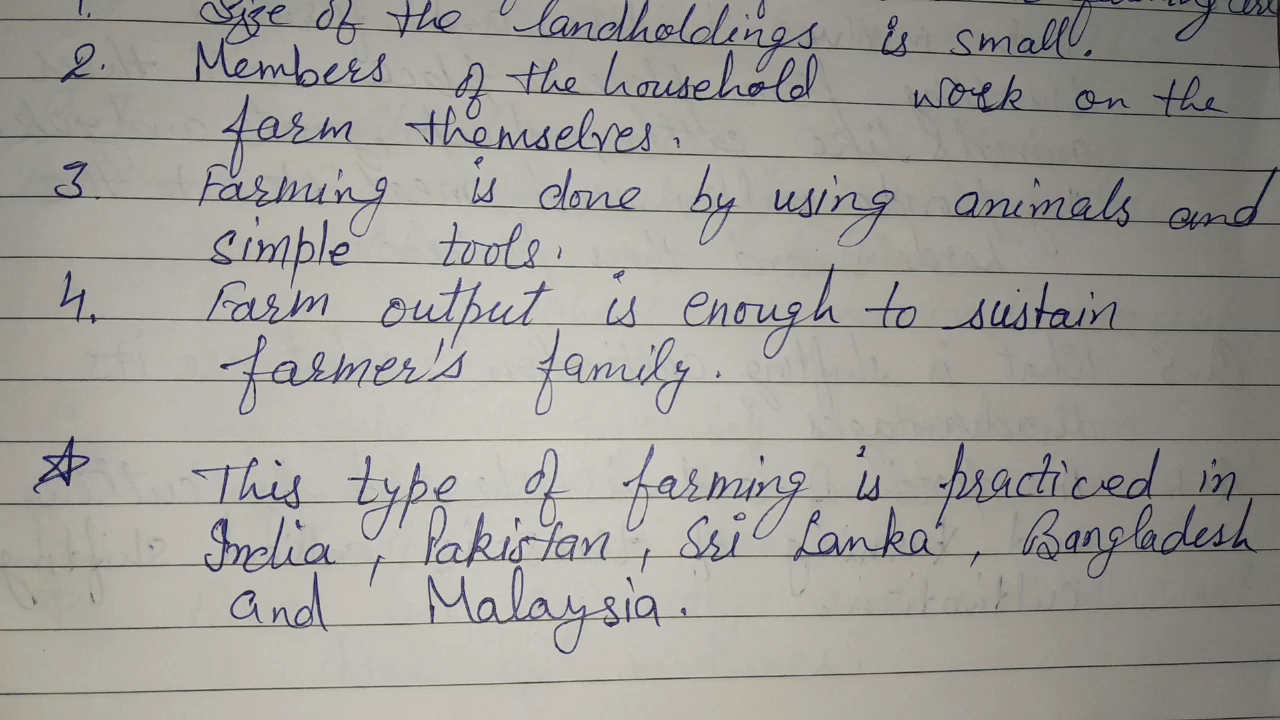 1. Size of the landholdings is small.
2. Members of the household work on the
farm themselves.
3. Farming is done by using animals and
simple tools.
4. Farm output is enough to sustain
farmer's family.
☆ This type of farming is practiced in
India, Pakistan, Sri Lanka, Bangladesh
and Malaysia.